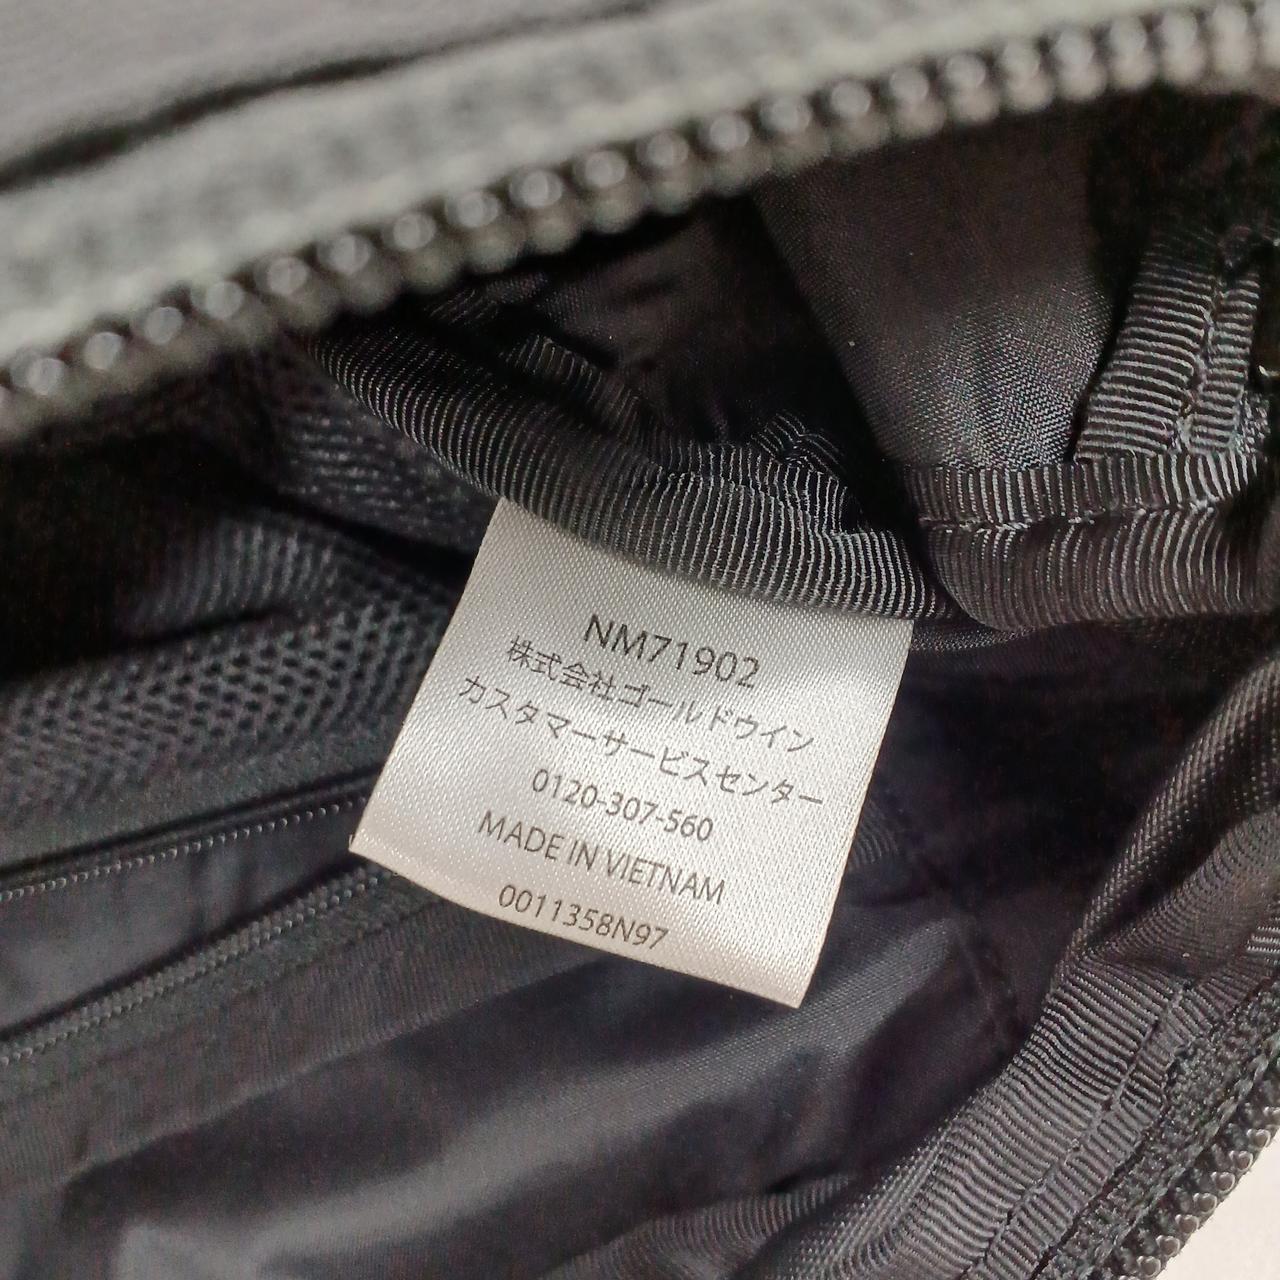 NM71902
株式会社ゴールドウイン
カスタマーサービスセンター
0120-307-560
MADE IN VIETNAM
0011358N97